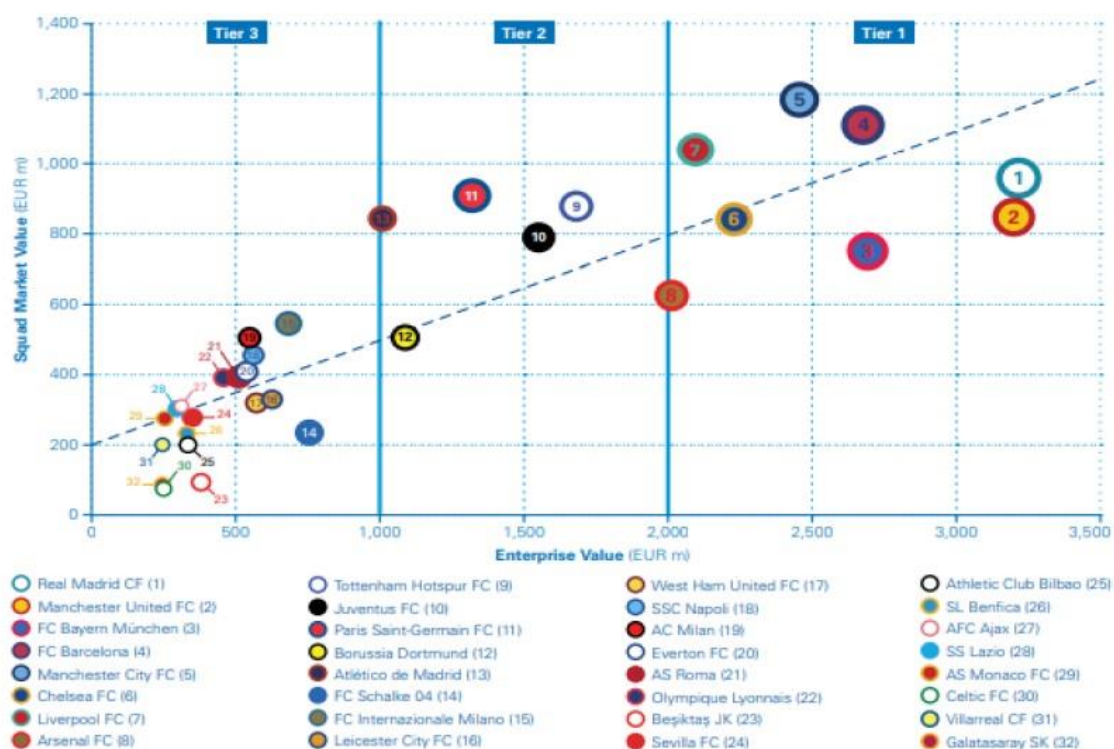 1,400
Tier 3
Tier 2
Tier 1
1,200
5
4
1,000
7
1
11
9
2
Squad Market Value (EUR m)
800
13
6
10
3
600
8
15
19
12
21
18
22
20
400
28
27
17
16
29
24
14
26
200
31
30
25
32
23
0
0
500
1,000
1,500
2,000
2,500
3,000
3,500
Enterprise Value (EUR m)
Real Madrid CF (1)
Manchester United FC (2)
FC Bayern München (3)
FC Barcelona (4)
Manchester City FC (5)
Chelsea FC (6)
Liverpool FC (7)
Arsenal FC (8)
Tottenham Hotspur FC (9)
Juventus FC (10)
Paris Saint-Germain FC (11)
Borussia Dortmund (12)
Atlético de Madrid (13)
FC Schalke 04 (14)
FC Internazionale Milano (15)
Leicester City FC (16)
West Ham United FC (17)
SSC Napoli (18)
AC Milan (19)
Everton FC (20)
AS Roma (21)
Olympique Lyonnais (22)
Beşiktaş JK (23)
Sevilla FC (24)
Athletic Club Bilbao (25)
SL Benfica (26)
AFC Ajax (27)
SS Lazio (28)
AS Monaco FC (29)
Celtic FC (30)
Villarreal CF (31)
Galatasaray SK (32)